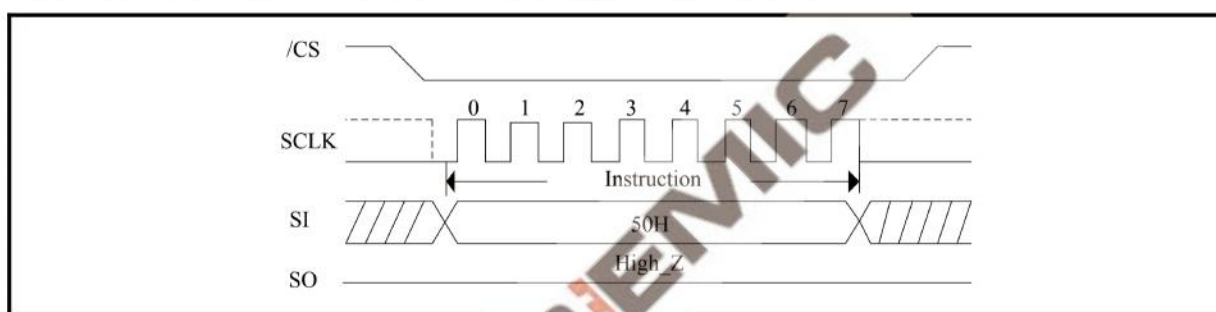 /CS
0 1 2 3 4 5 6 7
SCLK
Instruction
SI
50H
High_Z
SO